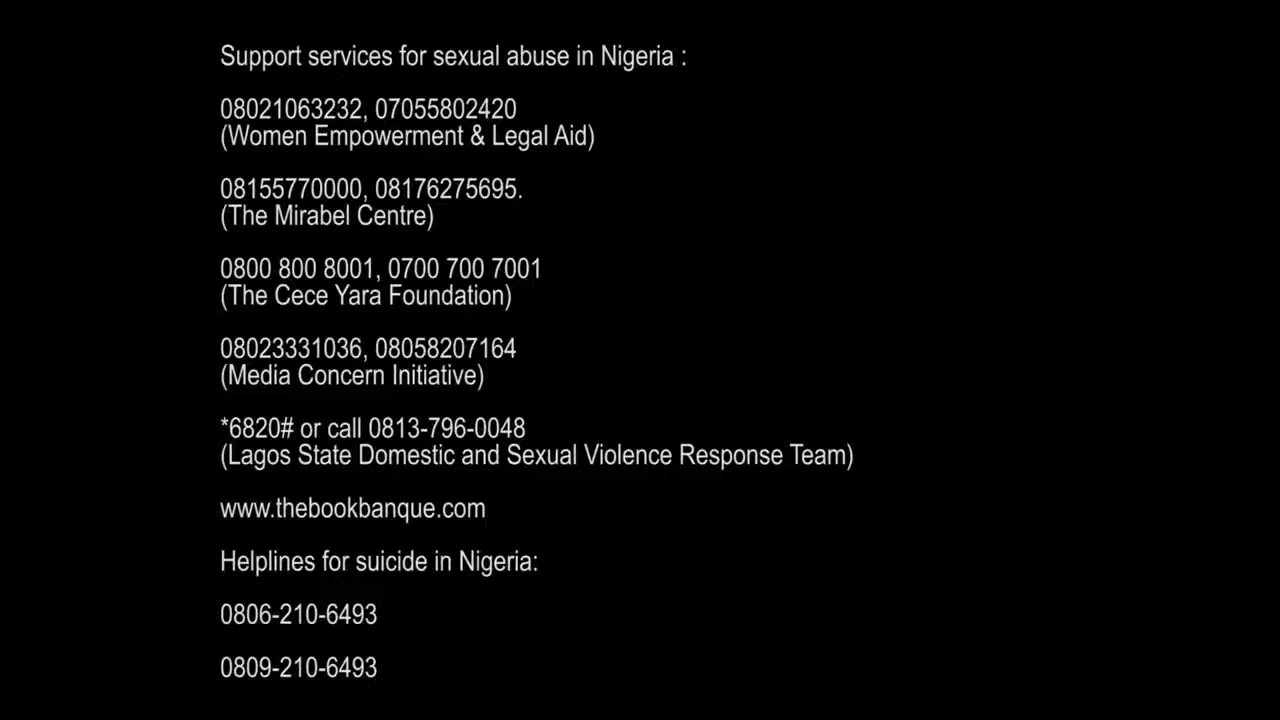 Support services for sexual abuse in Nigeria :
08021063232, 07055802420
(Women Empowerment & Legal Aid)
08155770000, 08176275695.
(The Mirabel Centre)
0800 800 8001, 0700 700 7001
(The Cece Yara Foundation)
08023331036, 08058207164
(Media Concern Initiative)
*6820# or call 0813-796-0048
(Lagos State Domestic and Sexual Violence Response Team)
www.thebookbanque.com
Helplines for suicide in Nigeria:
0806-210-6493
0809-210-6493